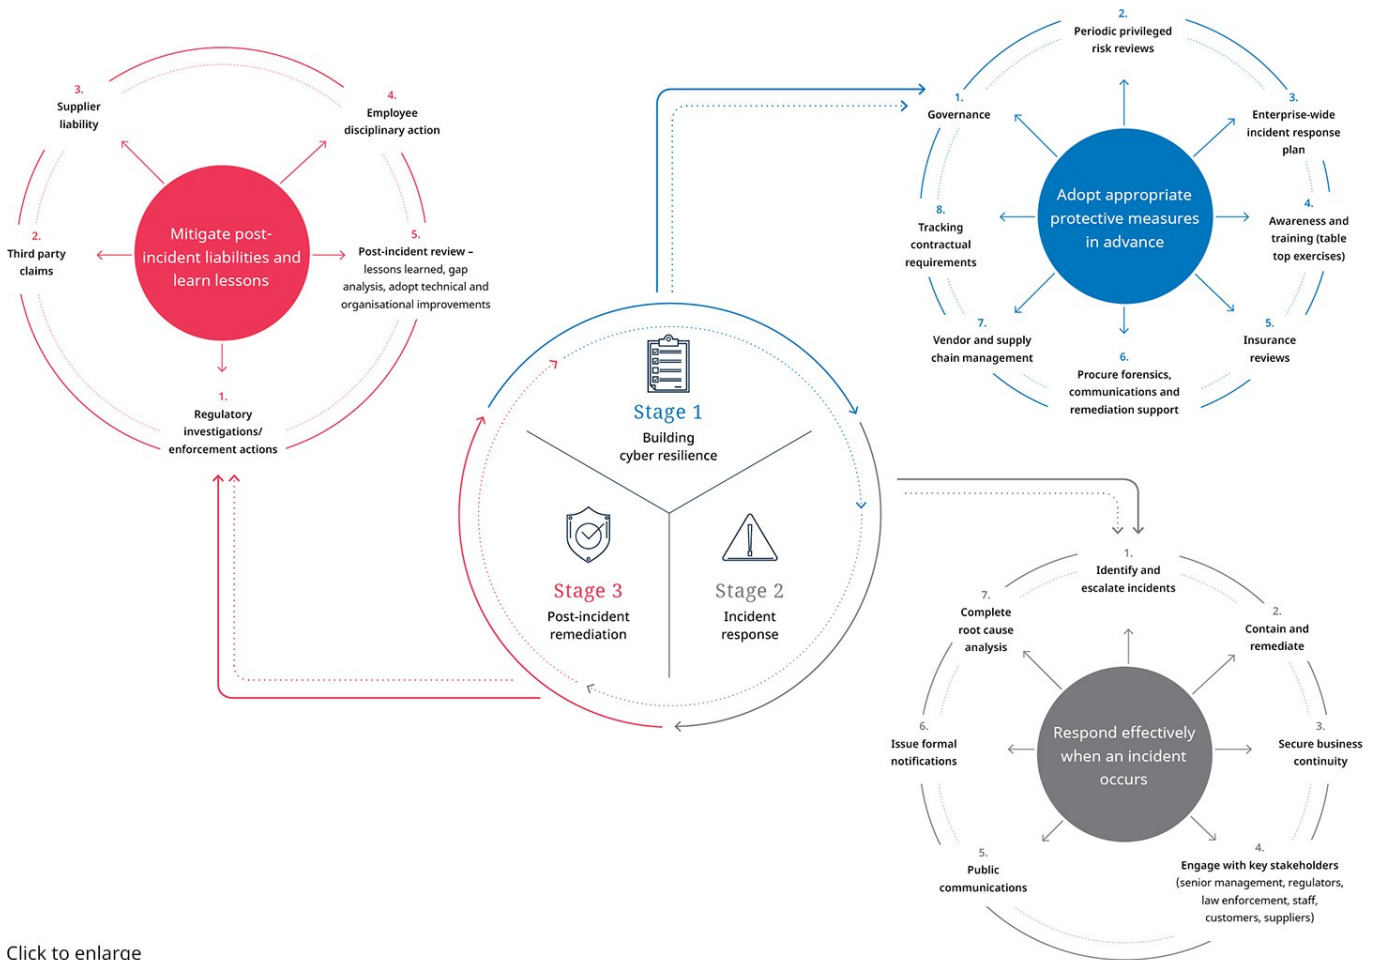 3.
Supplier
liability
4.
Employee
disciplinary action
Mitigate post-
incident liabilities and
learn lessons
2.
Third party
claims
5.
Post-incident review –
lessons learned, gap
analysis, adopt technical and
organisational improvements
1.
Regulatory
investigations/
enforcement actions
2.
Periodic privileged
risk reviews
1.
Governance
3.
Enterprise-wide
incident response
plan
Adopt appropriate
protective measures
in advance
8.
Tracking
contractual
requirements
4.
Awareness and
training (table
top exercises)
7.
Vendor and supply
chain management
5.
Insurance
reviews
6.
Procure forensics,
communications and
remediation support
Stage 1
Building
cyber resilience
Stage 3
Post-incident
remediation
Stage 2
Incident
response
1.
Identify and
escalate incidents
7.
Complete
root cause
analysis
2.
Contain and
remediate
Respond effectively
when an incident
occurs
6.
Issue formal
notifications
3.
Secure business
continuity
5.
Public
communications
4.
Engage with key stakeholders
(senior management, regulators,
law enforcement, staff,
customers, suppliers)
Click to enlarge